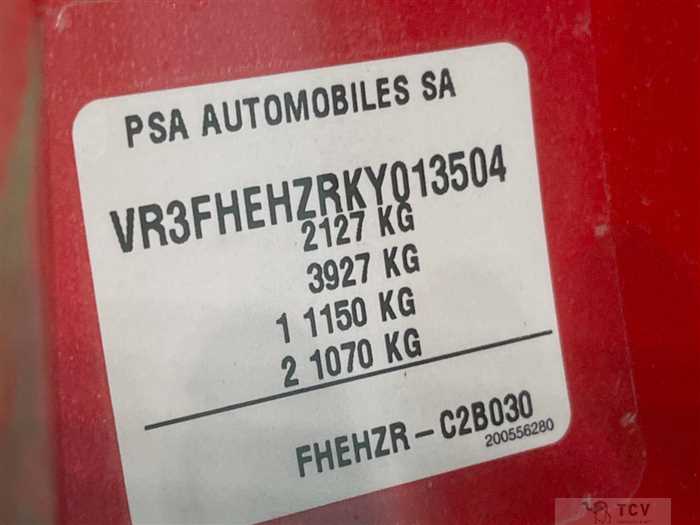 PSA AUTOMOBILES SA
VR3FHEHZRKY013504
2127 KG
3927 KG
1 1150 KG
2 1070 KG
FHEHZR-C2B030
200556280
TCV